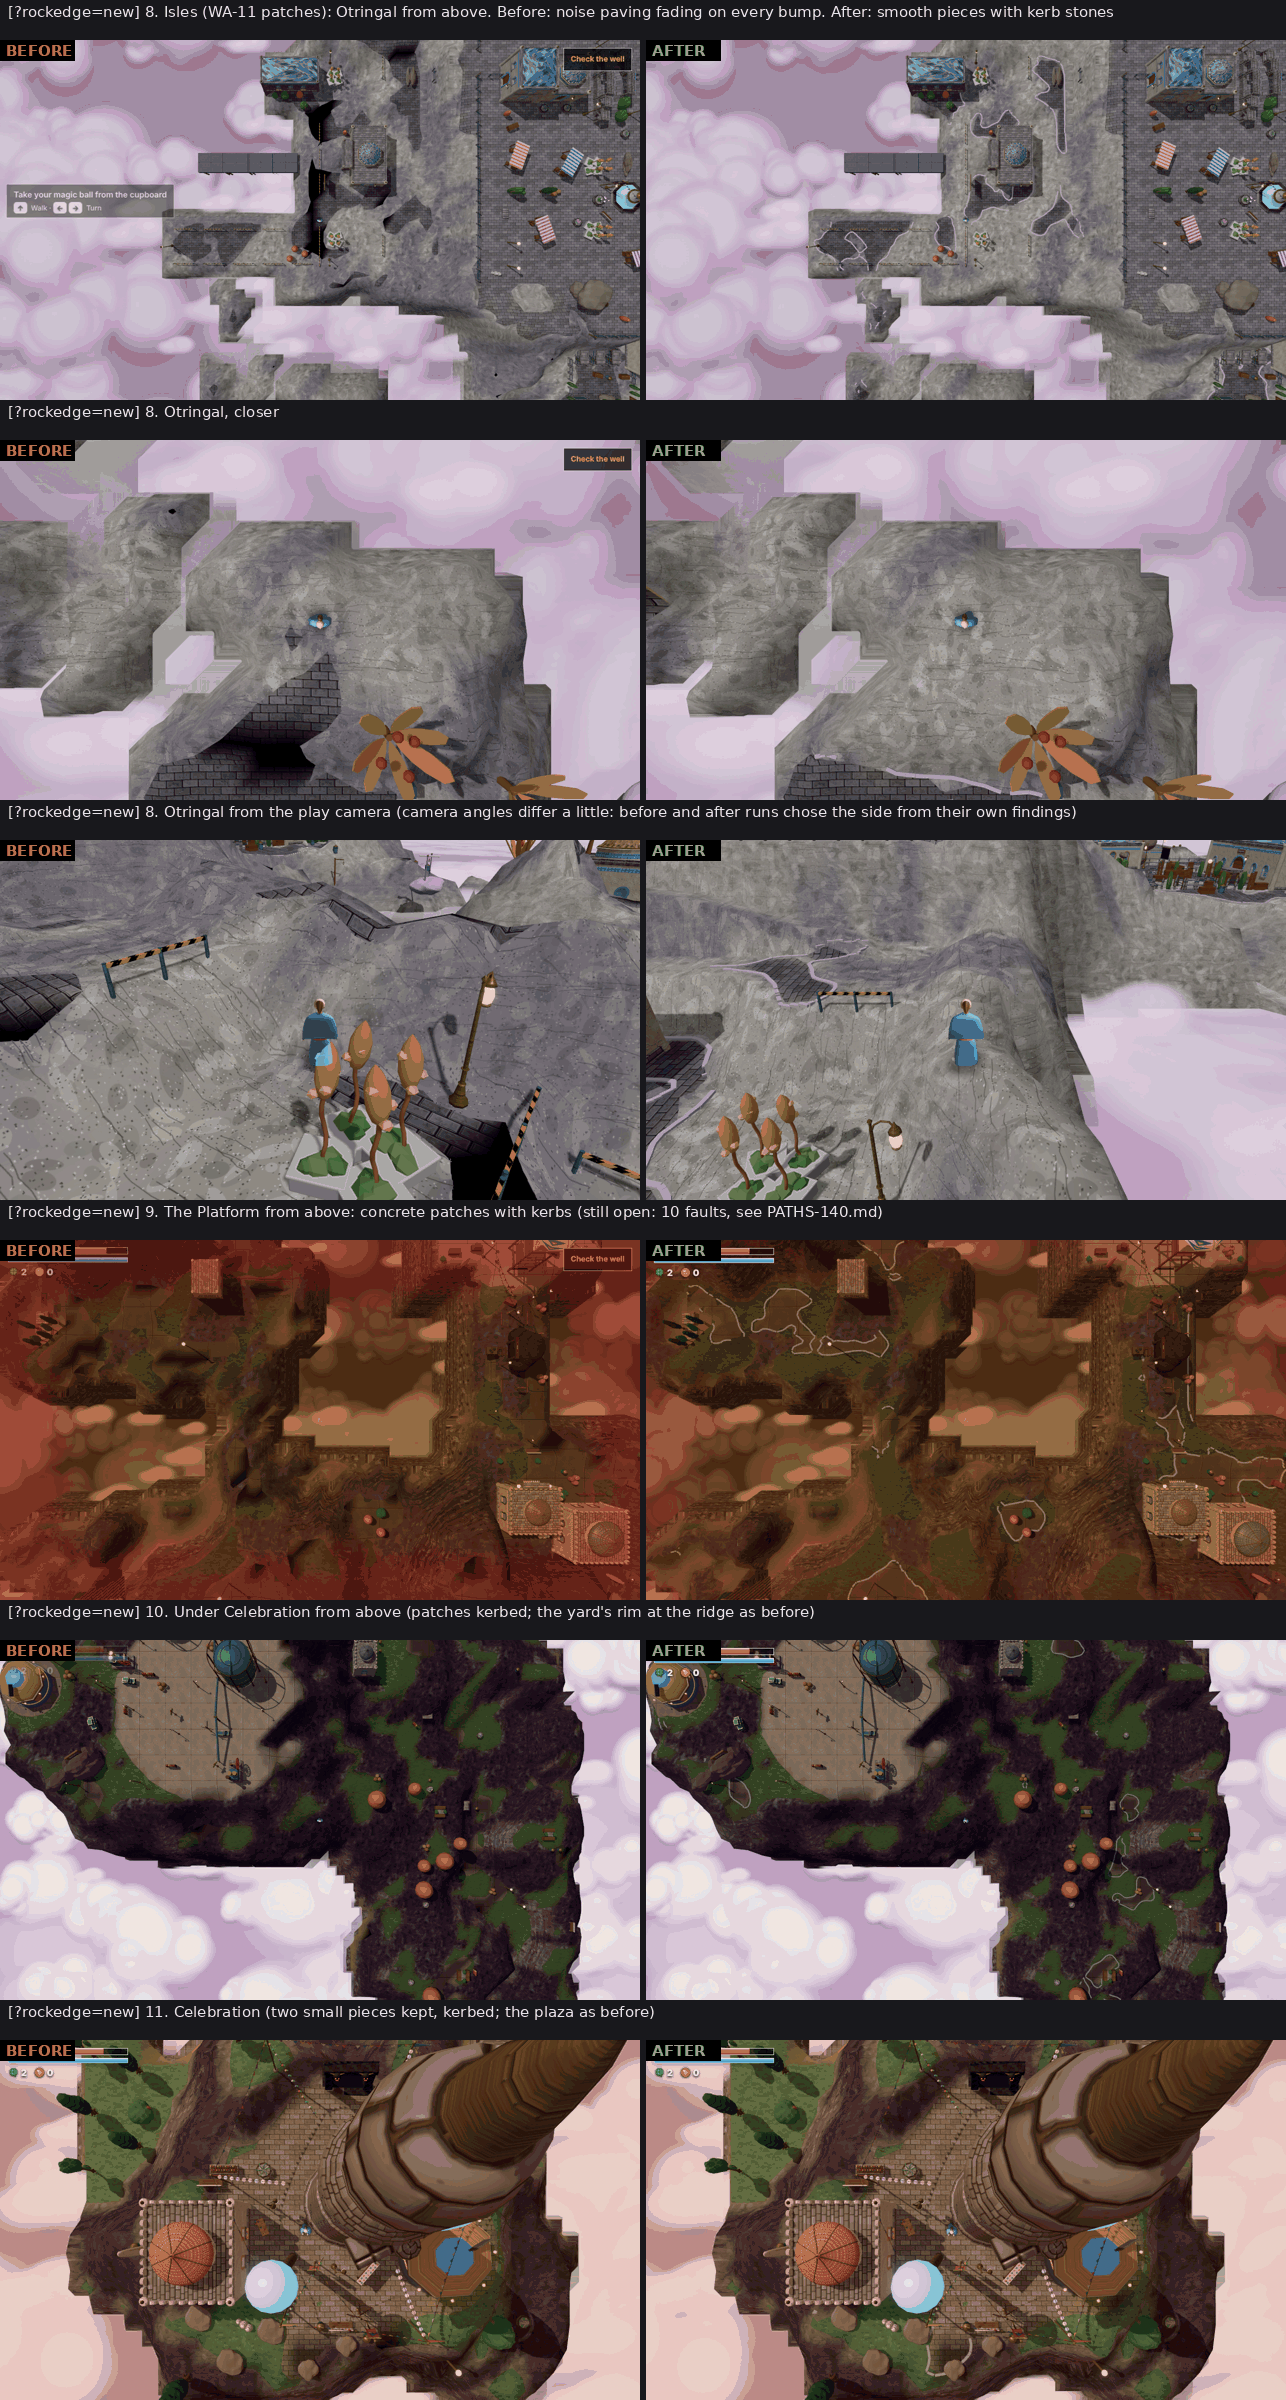 [?rockedge=new] 8. Isles (WA-11 patches): Otringal from above. Before: noise paving fading on every bump. After: smooth pieces with kerb stones
BEFORE
AFTER
Check the well
Take your magic ball from the cupboard
Walk · Turn
[?rockedge=new] 8. Otringal, closer
BEFORE
AFTER
Check the well
[?rockedge=new] 8. Otringal from the play camera (camera angles differ a little: before and after runs chose the side from their own findings)
BEFORE
AFTER
[?rockedge=new] 9. The Platform from above: concrete patches with kerbs (still open: 10 faults, see PATHS-140.md)
BEFORE
AFTER
Check the well
2 0
2 0
[?rockedge=new] 10. Under Celebration from above (patches kerbed; the yard's rim at the ridge as before)
BEFORE
AFTER
2 0
[?rockedge=new] 11. Celebration (two small pieces kept, kerbed; the plaza as before)
BEFORE
AFTER
2 0
2 0